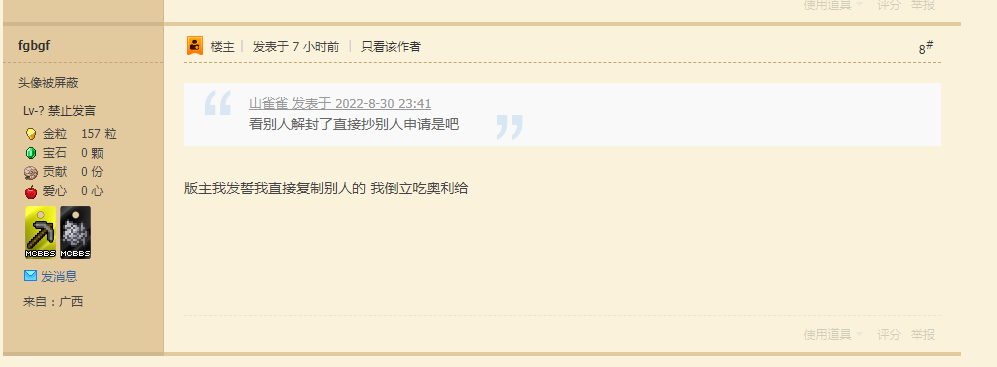 使用道具 评分 举报
fgbgf
楼主 | 发表于 7 小时前 | 只看该作者
8#
头像被屏蔽
Lv-? 禁止发言
金粒 157 粒
宝石 0 颗
贡献 0 份
爱心 0 心
MCBBS MCBBS
发消息
来自：广西
山雀雀 发表于 2022-8-30 23:41
看别人解封了直接抄别人申请是吧
版主我发誓我直接复制别人的 我倒立吃奥利给
使用道具 评分 举报